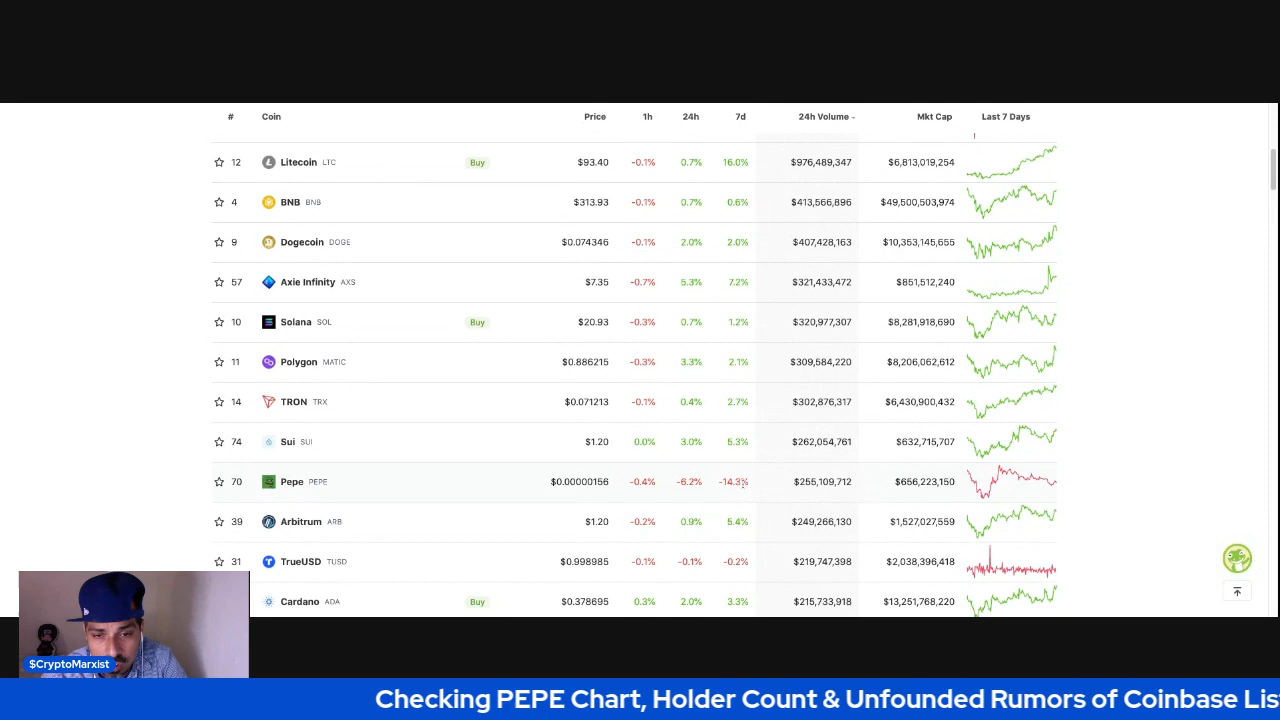 # Coin Price 1h 24h 7d 24h Volume Mkt Cap Last 7 Days
12 Litecoin LTC Buy $93.40 -0.1% 0.7% 16.0% $976,489,347 $6,813,019,254
4 BNB BNB $313.93 -0.1% 0.7% 0.6% $413,566,896 $49,500,503,974
9 Dogecoin DOGE $0.074346 -0.1% 2.0% 2.0% $407,428,163 $10,353,145,655
57 Axie Infinity AXS $7.35 -0.7% 5.3% 7.2% $321,433,472 $851,512,240
10 Solana SOL Buy $20.93 -0.3% 0.7% 1.2% $320,977,307 $8,281,918,690
11 Polygon MATIC $0.886215 -0.3% 3.3% 2.1% $309,584,220 $8,206,062,612
14 TRON TRX $0.071213 -0.1% 0.4% 2.7% $302,876,317 $6,430,900,432
74 Sui SUI $1.20 0.0% 3.0% 5.3% $262,054,761 $632,715,707
70 Pepe PEPE $0.00000156 -0.4% -6.2% -14.3% $255,109,712 $656,223,150
39 Arbitrum ARB $1.20 -0.2% 0.9% 5.4% $249,266,130 $1,527,027,559
31 TrueUSD TUSD $0.998985 -0.1% -0.1% -0.2% $219,747,398 $2,038,396,418
Cardano ADA Buy $0.378695 0.3% 2.0% 3.3% $215,733,918 $13,251,768,220
$CryptoMarxist
Checking PEPE Chart, Holder Count & Unfounded Rumors of Coinbase Lis